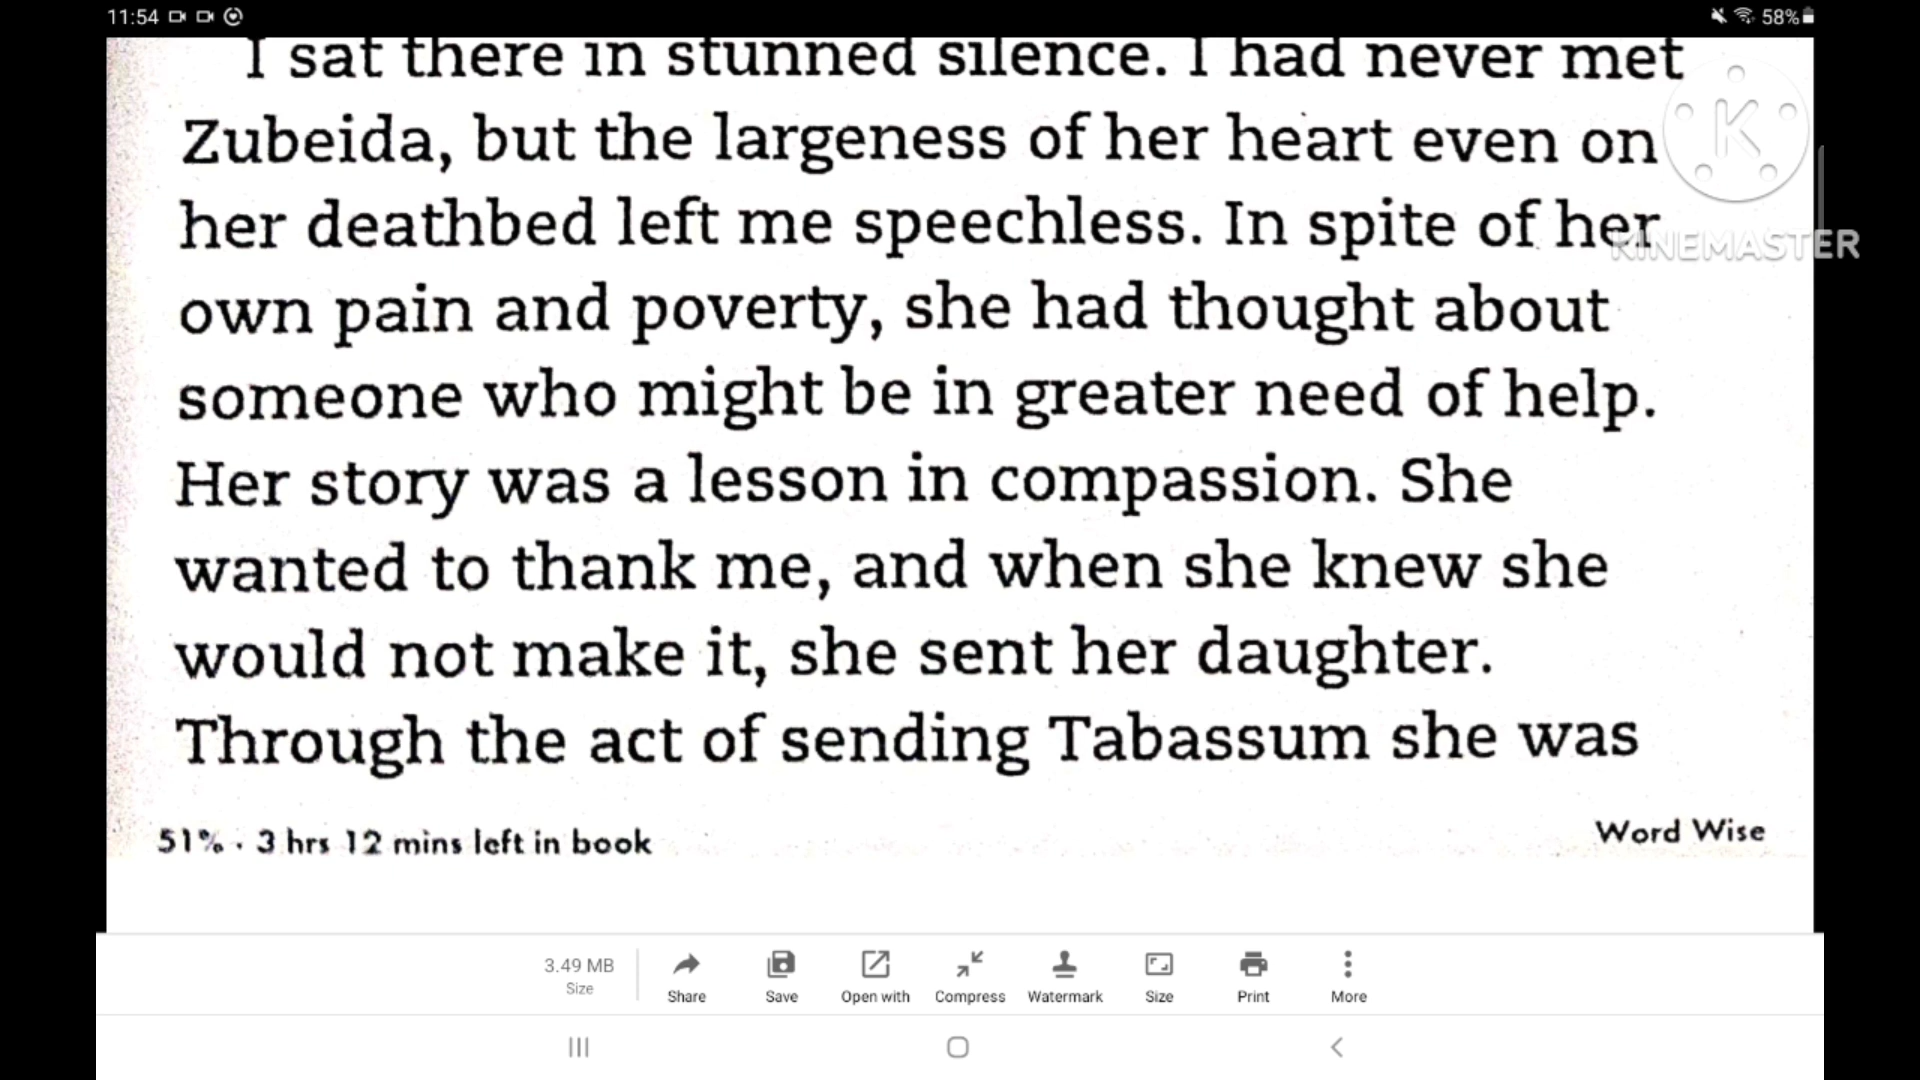 11:54
58%
I sat there in stunned silence. I had never met
Zubeida, but the largeness of her heart even on
her deathbed left me speechless. In spite of her
own pain and poverty, she had thought about
someone who might be in greater need of help.
Her story was a lesson in compassion. She
wanted to thank me, and when she knew she
would not make it, she sent her daughter.
Through the act of sending Tabassum she was
51% · 3 hrs 12 mins left in book
Word Wise
K
KINEMASTER
3.49 MB
Size
Share
Save
Open with
Compress
Watermark
Size
Print
More